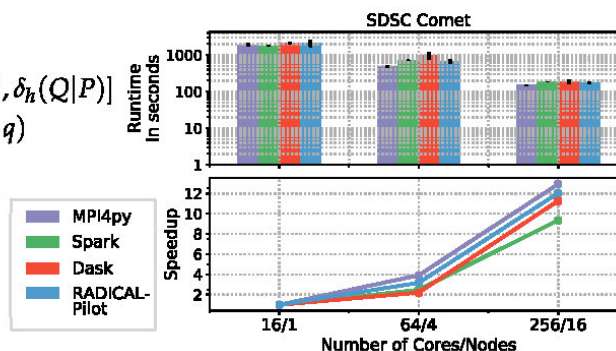 SDSC Comet
, δₕ(Q|P)]
q)
Runtime
In seconds
1000
100
10
1
MPI4py
Spark
Dask
RADICAL-
Pilot
Speedup
12
10
8
6
4
2
16/1
64/4
256/16
Number of Cores/Nodes